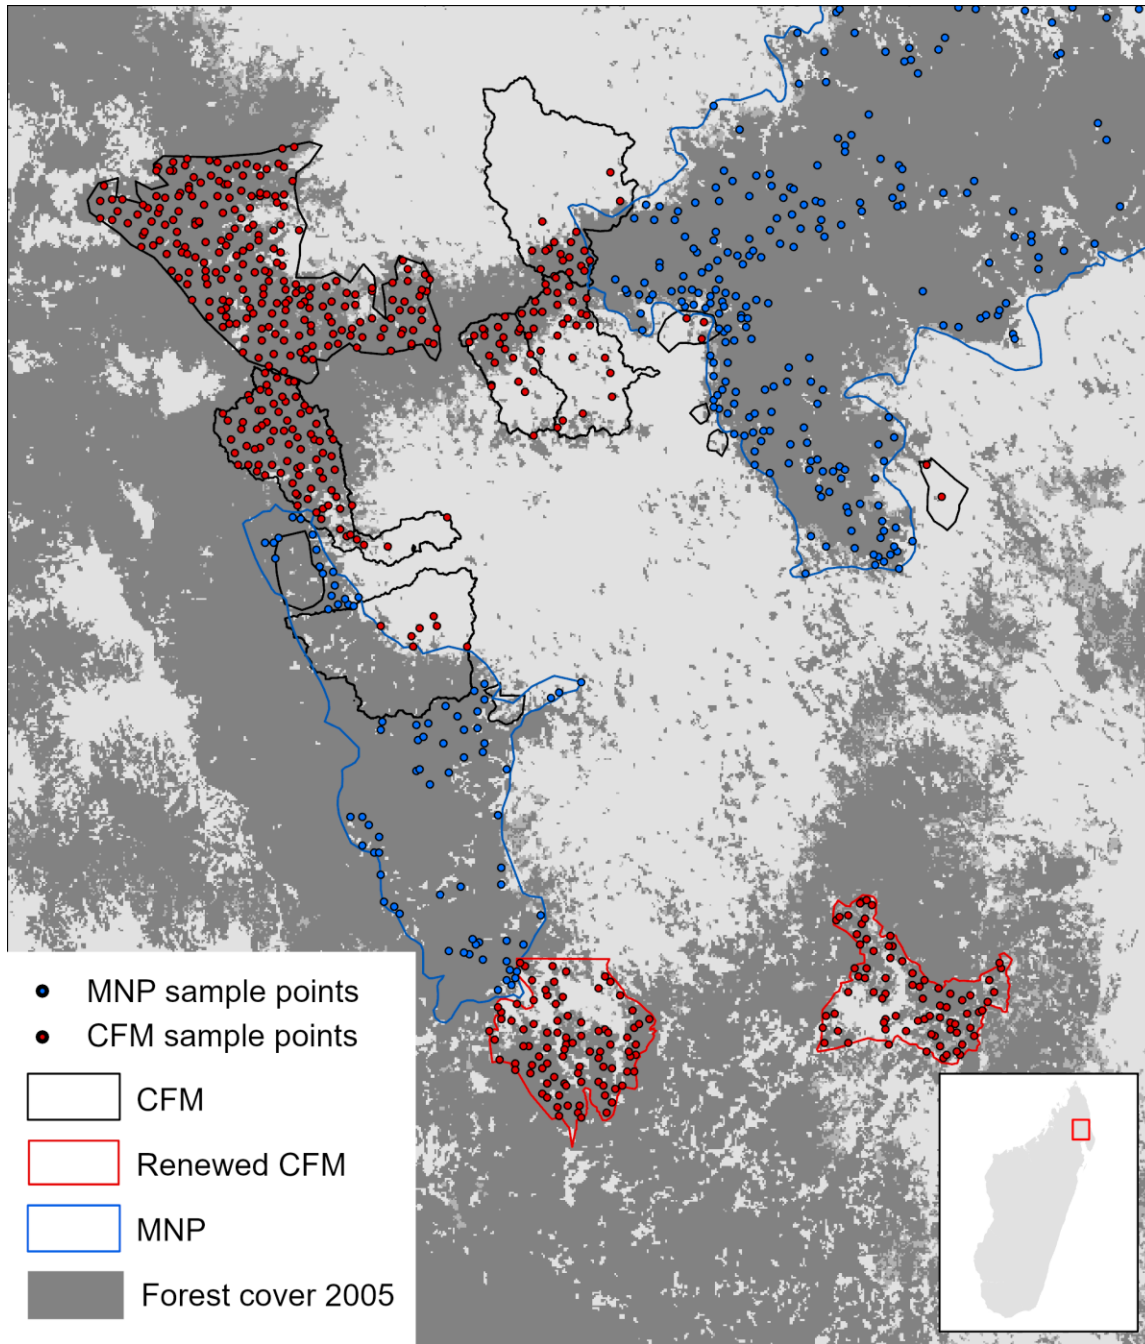 MNP sample points
CFM sample points
CFM
Renewed CFM
MNP
Forest cover 2005